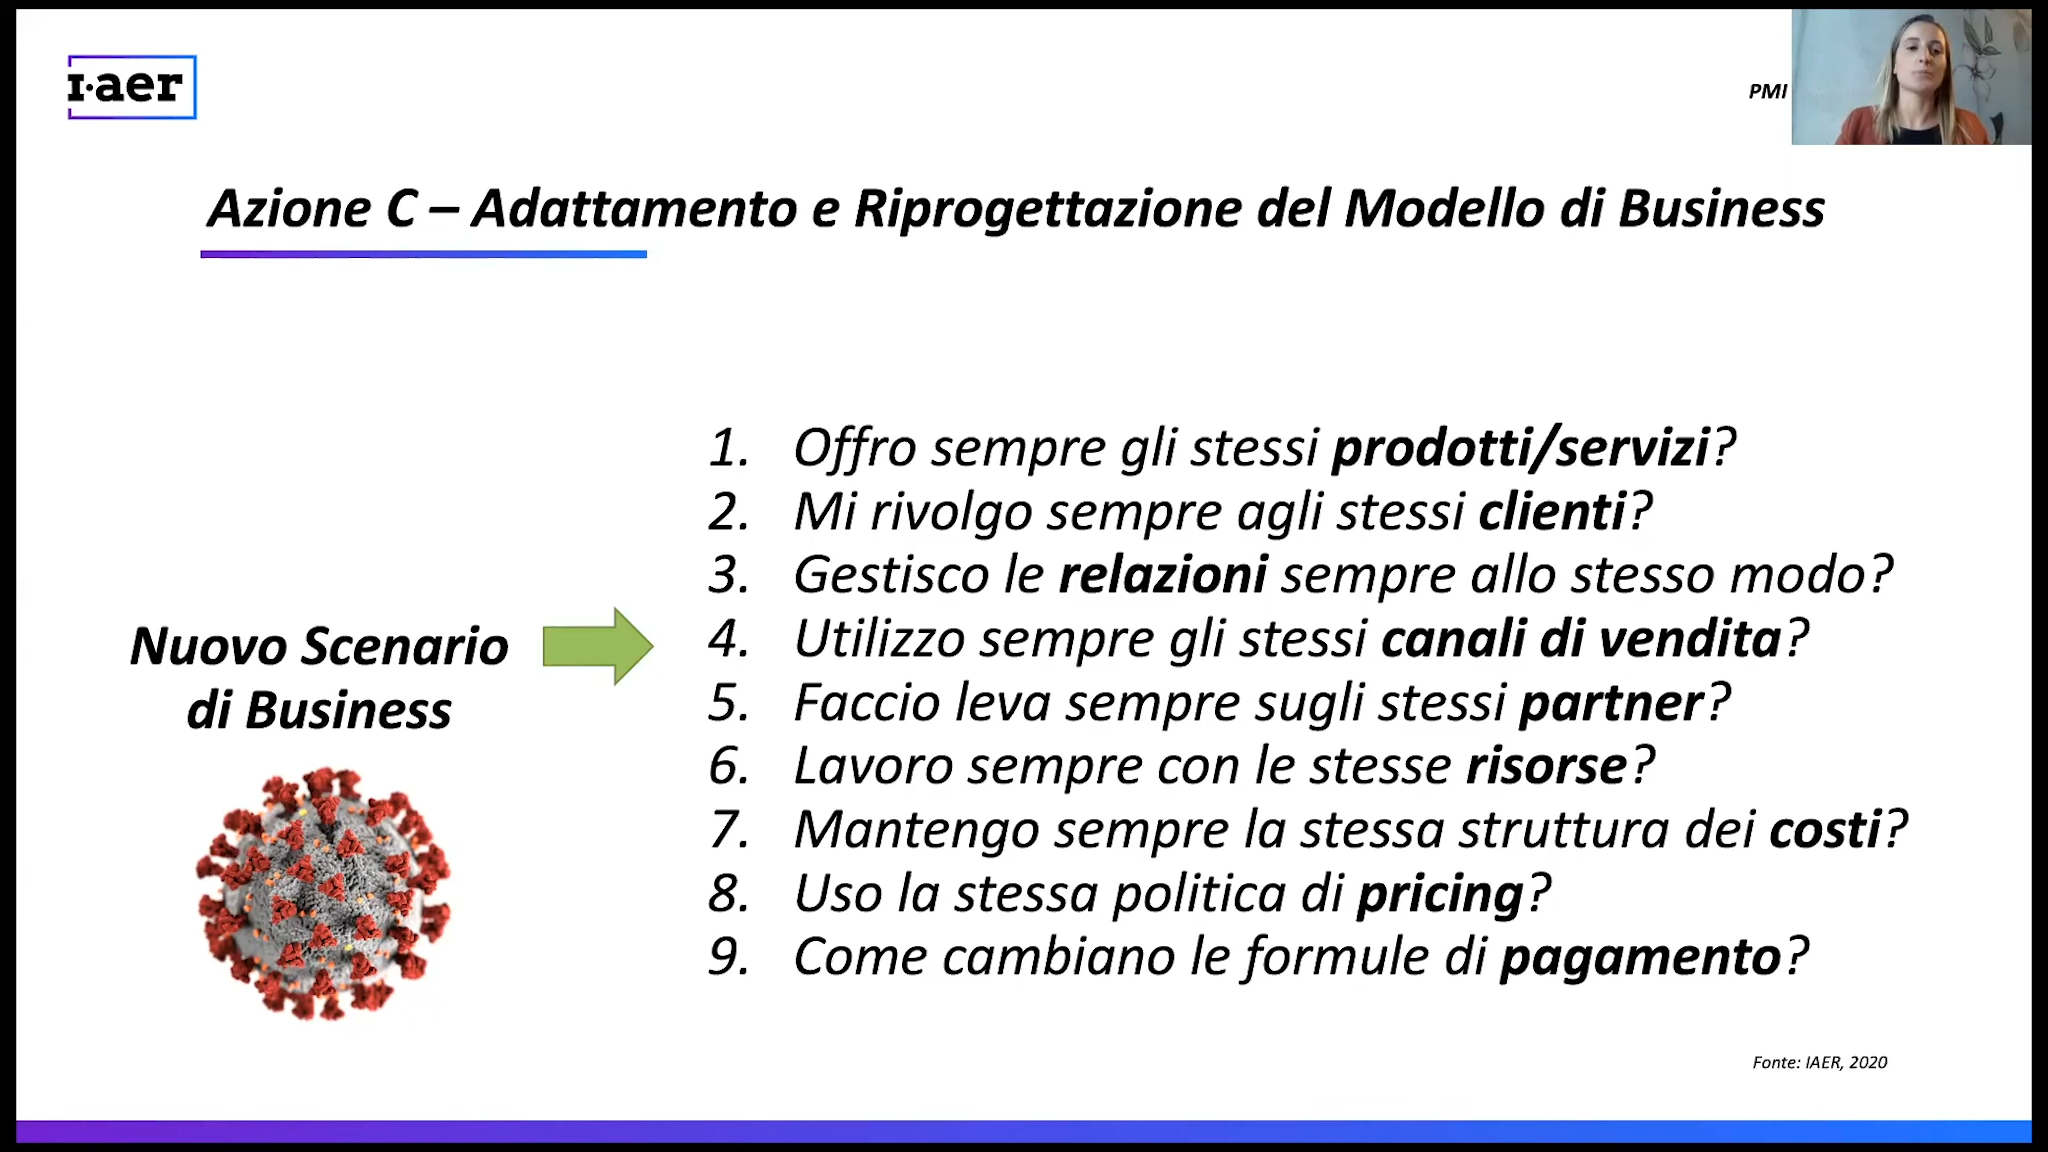 ı·aer
PMI
Azione C – Adattamento e Riprogettazione del Modello di Business
Nuovo Scenario
di Business
1. Offro sempre gli stessi prodotti/servizi?
2. Mi rivolgo sempre agli stessi clienti?
3. Gestisco le relazioni sempre allo stesso modo?
4. Utilizzo sempre gli stessi canali di vendita?
5. Faccio leva sempre sugli stessi partner?
6. Lavoro sempre con le stesse risorse?
7. Mantengo sempre la stessa struttura dei costi?
8. Uso la stessa politica di pricing?
9. Come cambiano le formule di pagamento?
Fonte: IAER, 2020